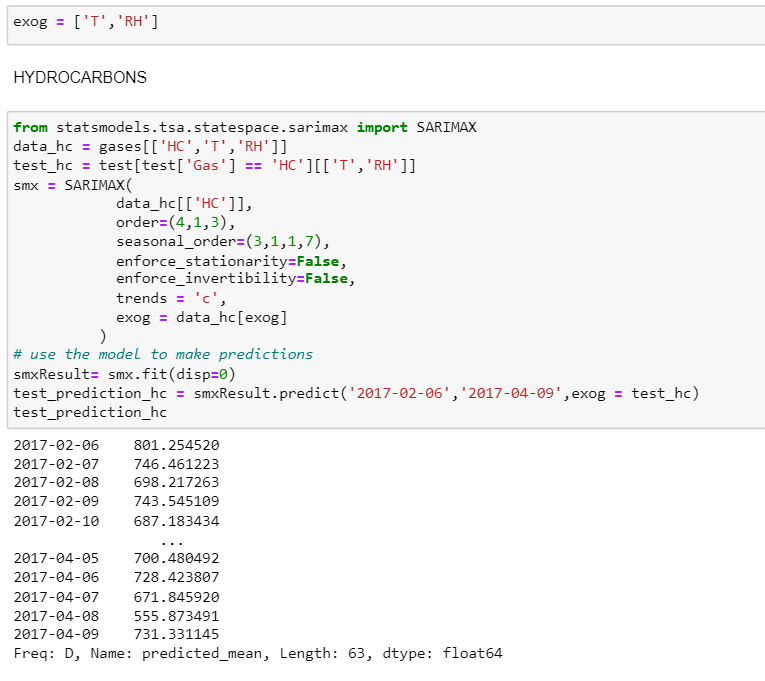 exog = ['T','RH']
HYDROCARBONS
from statsmodels.tsa.statespace.sarimax import SARIMAX
data_hc = gases[['HC','T','RH']]
test_hc = test[test['Gas'] == 'HC'][['T','RH']]
smx = SARIMAX(
            data_hc[['HC']],
            order=(4,1,3),
            seasonal_order=(3,1,1,7),
            enforce_stationarity=False,
            enforce_invertibility=False,
            trends = 'c',
            exog = data_hc[exog]
          )
# use the model to make predictions
smxResult= smx.fit(disp=0)
test_prediction_hc = smxResult.predict('2017-02-06','2017-04-09',exog = test_hc)
test_prediction_hc
2017-02-06    801.254520
2017-02-07    746.461223
2017-02-08    698.217263
2017-02-09    743.545109
2017-02-10    687.183434
                 ...
2017-04-05    700.480492
2017-04-06    728.423807
2017-04-07    671.845920
2017-04-08    555.873491
2017-04-09    731.331145
Freq: D, Name: predicted_mean, Length: 63, dtype: float64